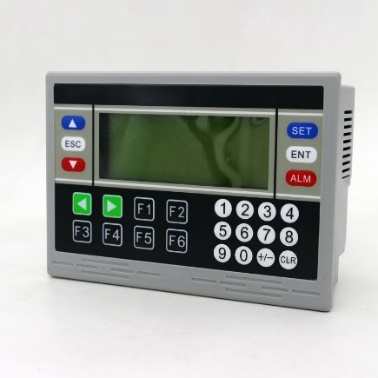 SET
ESC
ENT
ALM
F1 F2
1 2 3 4
F3 F4 F5 F6
5 6 7 8
9 0 +/- CLR